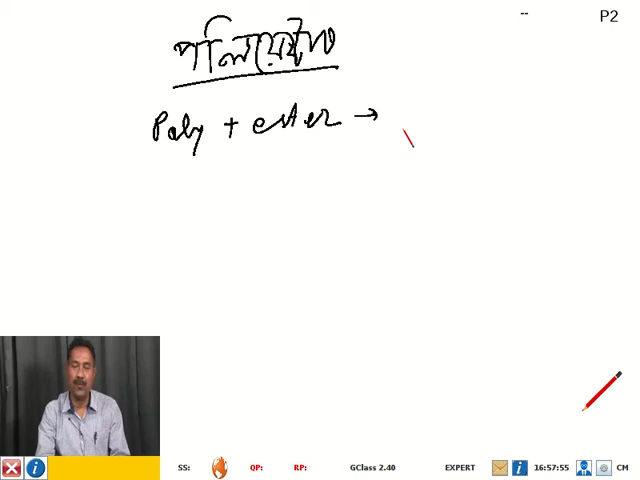 -- P2
পলিয়েষ্টাৰ
Poly + ester →
SS: QP: RP: GClass 2.40 EXPERT 16:57:55 CM